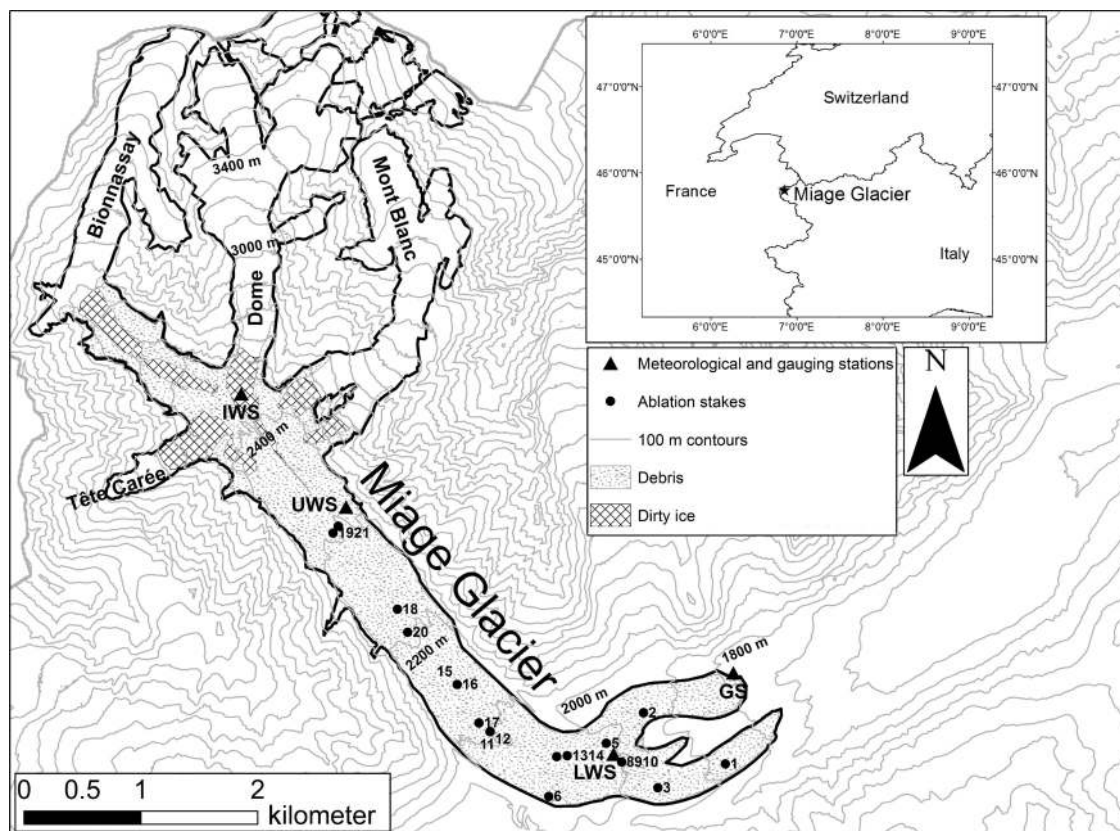 6°0'0"E 7°0'0"E 8°0'0"E 9°0'0"E
47°0'0"N
47°0'0"N
Switzerland
46°0'0"N
46°0'0"N
France
Miage Glacier
45°0'0"N
45°0'0"N
Italy
6°0'0"E 7°0'0"E 8°0'0"E 9°0'0"E
Meteorological and gauging stations
Ablation stakes
100 m contours
Debris
Dirty ice
N
Bionnassay
3400 m
Mont Blanc
3000 m
Dome
IWS
2400 m
Tête Carée
UWS
1921
Miage Glacier
18
20
2200 m
15
16
17
11
12
2000 m
1800 m
GS
2
5
1314
LWS
8910
1
3
6
0 0.5 1 2
kilometer